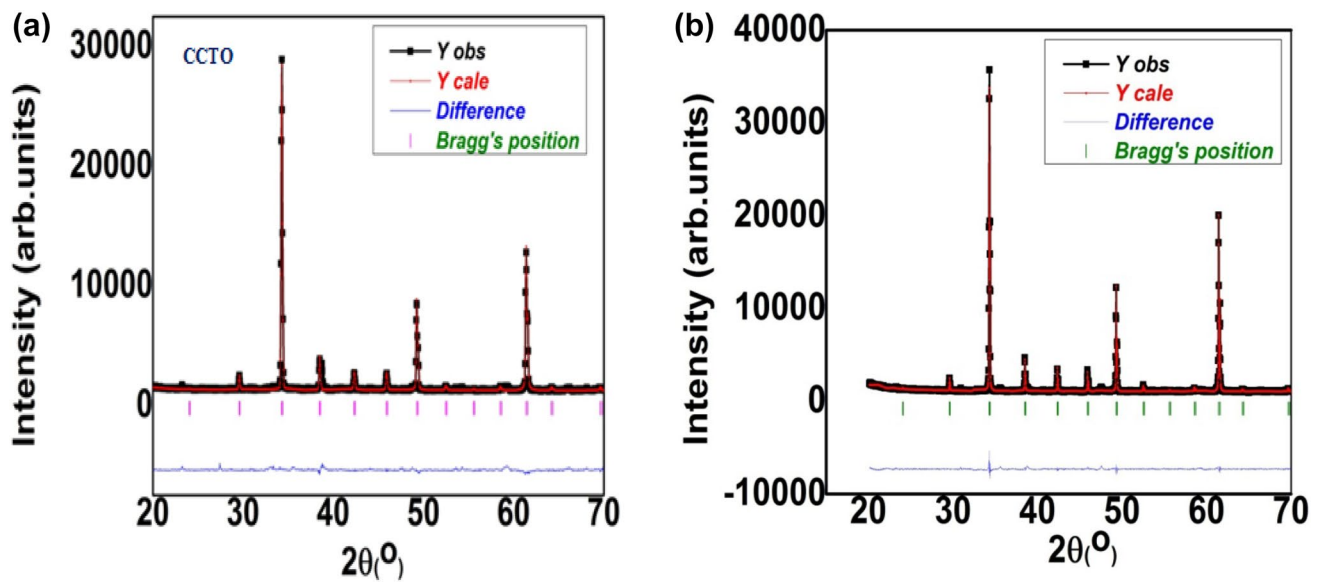 (a)
CCTO
Y obs
Y cale
Difference
Bragg's position
30000
20000
10000
0
Intensity (arb.units)
20 30 40 50 60 70
2θ(O)
(b)
Y obs
Y cale
Difference
Bragg's position
40000
30000
20000
10000
0
-10000
Intensity (arb.units)
20 30 40 50 60 70
2θ(O)